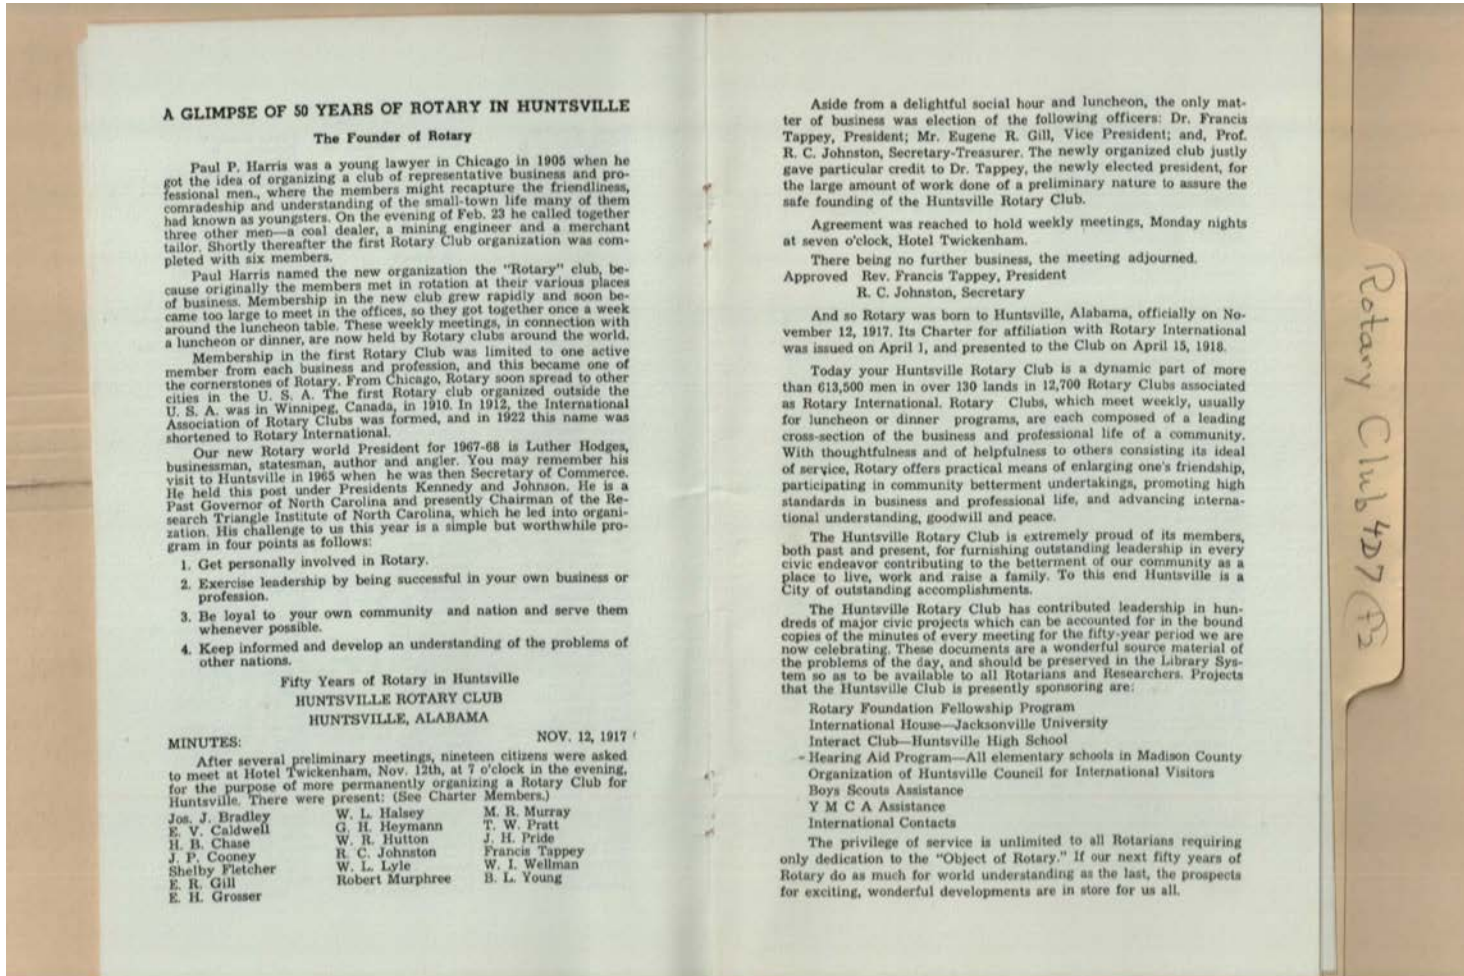 A GLIMPSE OF 50 YEARS OF ROTARY IN HUNTSVILLE
The Founder of Rotary
Paul P. Harris was a young lawyer in Chicago in 1905 when he
got the idea of organizing a club of representative business and pro-
fessional men., where the members might recapture the friendliness,
comradeship and understanding of the small-town life many of them
had known as youngsters. On the evening of Feb. 23 he called together
three other men—a coal dealer, a mining engineer and a merchant
tailor. Shortly thereafter the first Rotary Club organization was com-
pleted with six members.
Paul Harris named the new organization the "Rotary" club, be-
cause originally the members met in rotation at their various places
of business. Membership in the new club grew rapidly and soon be-
came too large to meet in the offices, so they got together once a week
around the luncheon table. These weekly meetings, in connection with
a luncheon or dinner, are now held by Rotary clubs around the world.
Membership in the first Rotary Club was limited to one active
member from each business and profession, and this became one of
the cornerstones of Rotary. From Chicago, Rotary soon spread to other
cities in the U. S. A. The first Rotary club organized outside the
U. S. A. was in Winnipeg, Canada, in 1910. In 1912, the International
Association of Rotary Clubs was formed, and in 1922 this name was
shortened to Rotary International.
Our new Rotary world President for 1967-68 is Luther Hodges,
businessman, statesman, author and angler. You may remember his
visit to Huntsville in 1965 when he was then Secretary of Commerce.
He held this post under Presidents Kennedy and Johnson. He is a
Past Governor of North Carolina and presently Chairman of the Re-
search Triangle Institute of North Carolina, which he led into organi-
zation. His challenge to us this year is a simple but worthwhile pro-
gram in four points as follows:
1. Get personally involved in Rotary.
2. Exercise leadership by being successful in your own business or
profession.
3. Be loyal to your own community and nation and serve them
whenever possible.
4. Keep informed and develop an understanding of the problems of
other nations.
Fifty Years of Rotary in Huntsville
HUNTSVILLE ROTARY CLUB
HUNTSVILLE, ALABAMA
MINUTES: NOV. 12, 1917
After several preliminary meetings, nineteen citizens were asked
to meet at Hotel Twickenham, Nov. 12th, at 7 o'clock in the evening,
for the purpose of more permanently organizing a Rotary Club for
Huntsville. There were present: (See Charter Members.)
Jos. J. Bradley
E. V. Caldwell
H. B. Chase
J. P. Cooney
Shelby Fletcher
E. R. Gill
E. H. Grosser
W. L. Halsey
G. H. Heymann
W. R. Hutton
R. C. Johnston
W. L. Lyle
Robert Murphree
M. R. Murray
T. W. Pratt
J. H. Pride
Francis Tappey
W. I. Wellman
B. L. Young
Aside from a delightful social hour and luncheon, the only mat-
ter of business was election of the following officers: Dr. Francis
Tappey, President; Mr. Eugene R. Gill, Vice President; and, Prof.
R. C. Johnston, Secretary-Treasurer. The newly organized club justly
gave particular credit to Dr. Tappey, the newly elected president, for
the large amount of work done of a preliminary nature to assure the
safe founding of the Huntsville Rotary Club.
Agreement was reached to hold weekly meetings, Monday nights
at seven o'clock, Hotel Twickenham.
There being no further business, the meeting adjourned.
Approved Rev. Francis Tappey, President
R. C. Johnston, Secretary
And so Rotary was born to Huntsville, Alabama, officially on No-
vember 12, 1917. Its Charter for affiliation with Rotary International
was issued on April 1, and presented to the Club on April 15, 1918.
Today your Huntsville Rotary Club is a dynamic part of more
than 613,500 men in over 130 lands in 12,700 Rotary Clubs associated
as Rotary International. Rotary Clubs, which meet weekly, usually
for luncheon or dinner programs, are each composed of a leading
cross-section of the business and professional life of a community.
With thoughtfulness and of helpfulness to others consisting its ideal
of service, Rotary offers practical means of enlarging one's friendship,
participating in community betterment undertakings, promoting high
standards in business and professional life, and advancing interna-
tional understanding, goodwill and peace.
The Huntsville Rotary Club is extremely proud of its members,
both past and present, for furnishing outstanding leadership in every
civic endeavor contributing to the betterment of our community as a
place to live, work and raise a family. To this end Huntsville is a
City of outstanding accomplishments.
The Huntsville Rotary Club has contributed leadership in hun-
dreds of major civic projects which can be accounted for in the bound
copies of the minutes of every meeting for the fifty-year period we are
now celebrating. These documents are a wonderful source material of
the problems of the day, and should be preserved in the Library Sys-
tem so as to be available to all Rotarians and Researchers. Projects
that the Huntsville Club is presently sponsoring are:
Rotary Foundation Fellowship Program
International House—Jacksonville University
Interact Club—Huntsville High School
- Hearing Aid Program—All elementary schools in Madison County
Organization of Huntsville Council for International Visitors
Boys Scouts Assistance
Y M C A Assistance
International Contacts
The privilege of service is unlimited to all Rotarians requiring
only dedication to the "Object of Rotary." If our next fifty years of
Rotary do as much for world understanding as the last, the prospects
for exciting, wonderful developments are in store for us all.
Rotary Club 4D7